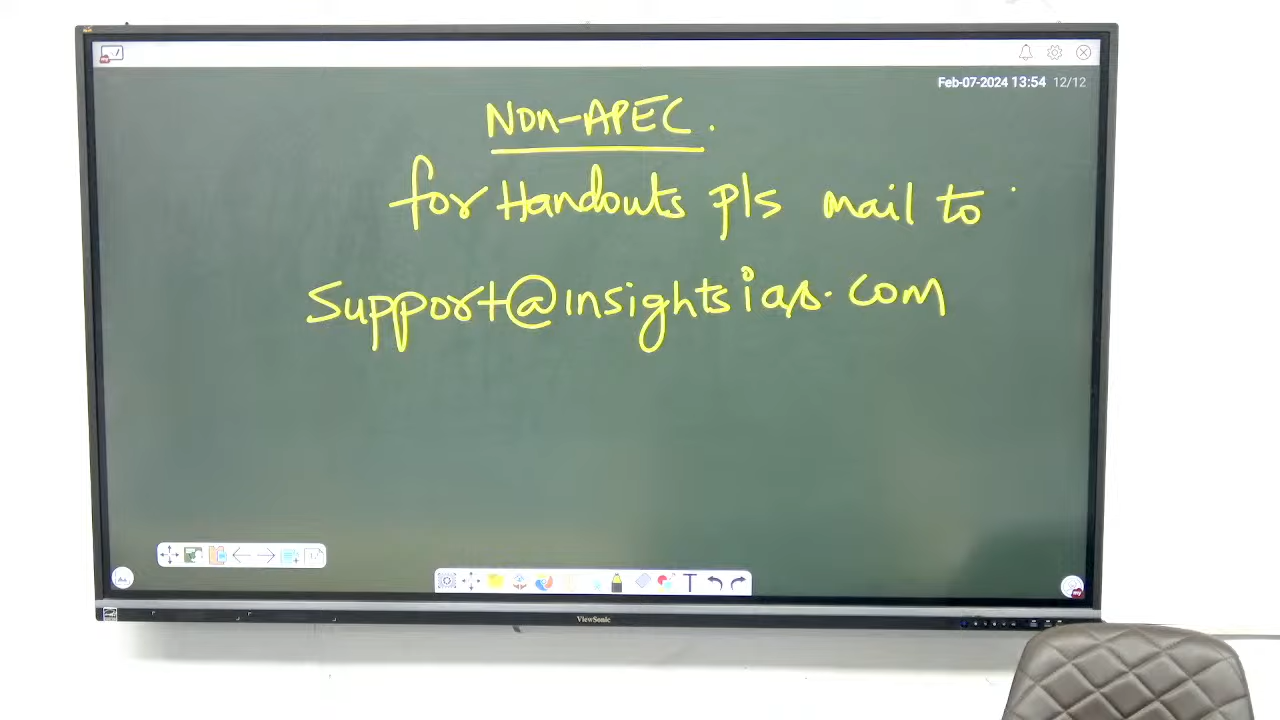 Feb-07-2024 13:54 12/12
NON-APEC.
for Handouts pls mail to
Support@insightsias.com
T
ViewSonic